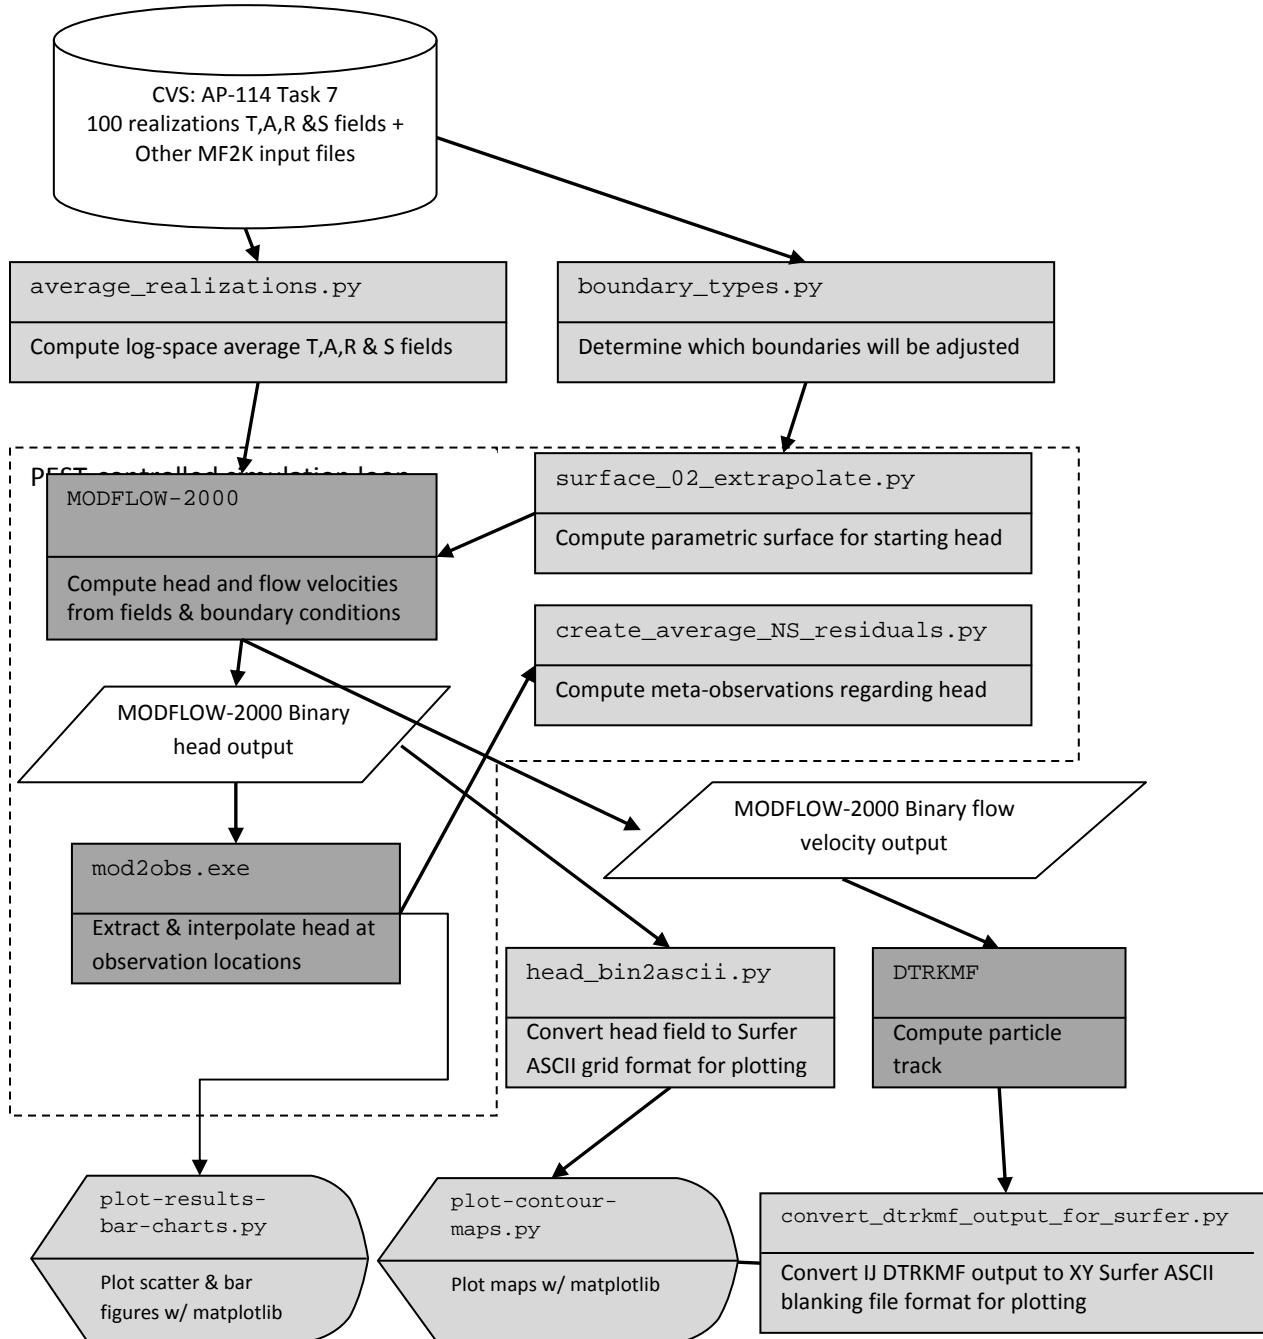 CVS: AP-114 Task 7
100 realizations T,A,R &S fields +
Other MF2K input files
average_realizations.py
Compute log-space average T,A,R & S fields
boundary_types.py
Determine which boundaries will be adjusted
PEST-controlled simulation loop
MODFLOW-2000
Compute head and flow velocities
from fields & boundary conditions
surface_02_extrapolate.py
Compute parametric surface for starting head
create_average_NS_residuals.py
Compute meta-observations regarding head
MODFLOW-2000 Binary
head output
MODFLOW-2000 Binary flow
velocity output
mod2obs.exe
Extract & interpolate head at
observation locations
head_bin2ascii.py
Convert head field to Surfer
ASCII grid format for plotting
DTRKMF
Compute particle
track
plot-results-
bar-charts.py
Plot scatter & bar
figures w/ matplotlib
plot-contour-
maps.py
Plot maps w/ matplotlib
convert_dtrkmf_output_for_surfer.py
Convert IJ DTRKMF output to XY Surfer ASCII
blanking file format for plotting